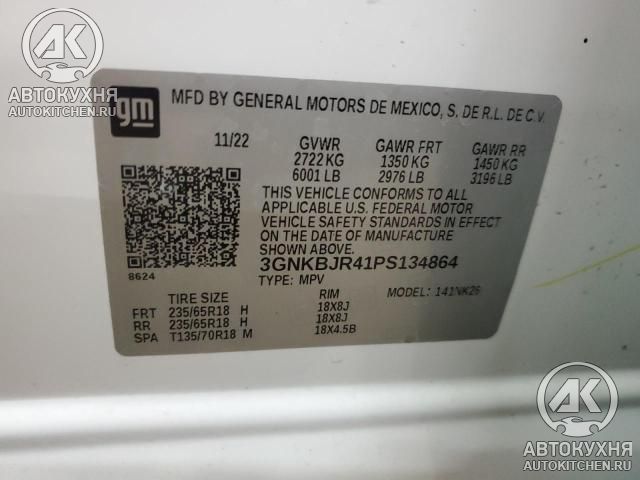 АВТОКУХНЯ
AUTOKITCHEN.RU
gm
MFD BY GENERAL MOTORS DE MEXICO, S. DE R.L. DE C.V.
11/22 GVWR GAWR FRT GAWR RR
2722 KG 1350 KG 1450 KG
6001 LB 2976 LB 3196 LB
THIS VEHICLE CONFORMS TO ALL
APPLICABLE U.S. FEDERAL MOTOR
VEHICLE SAFETY STANDARDS IN EFFECT
ON THE DATE OF MANUFACTURE
SHOWN ABOVE.
8624
3GNKBJR41PS134864
TYPE: MPV MODEL: 141NK26
TIRE SIZE RIM
FRT 235/65R18 H 18X8J
RR 235/65R18 H 18X8J
SPA T135/70R18 M 18X4.5B
АК
АВТОКУХНЯ
AUTOKITCHEN.RU